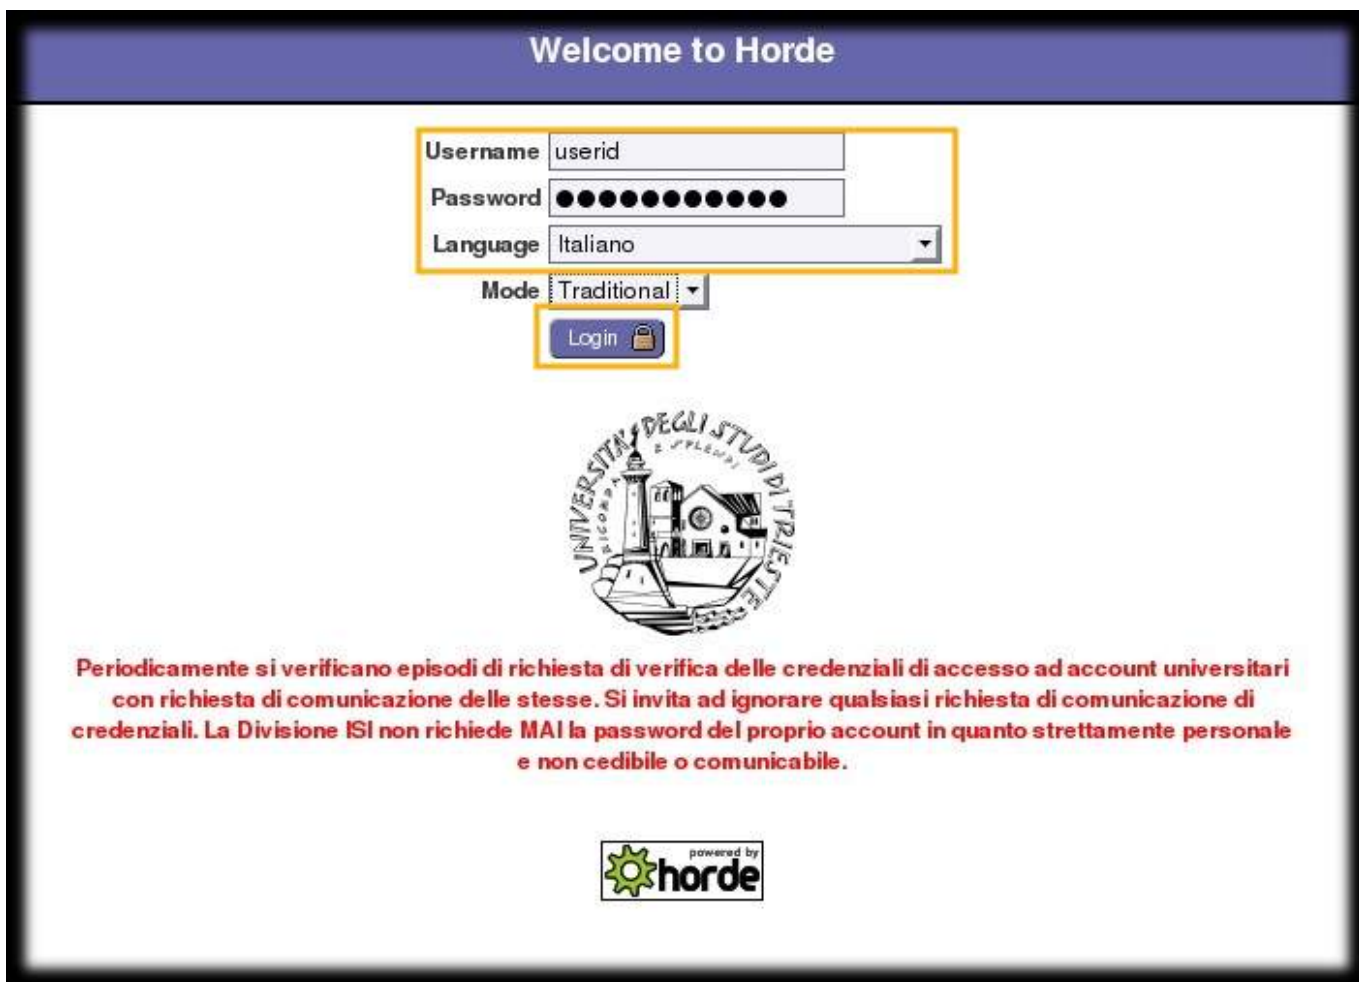 Welcome to Horde
Username userid
Password ●●●●●●●●●●●
Language Italiano
Mode Traditional
Login
UNIVERSITA' DEGLI STUDI DI TRIESTE
RICORDA E SPLENDI
Periodicamente si verificano episodi di richiesta di verifica delle credenziali di accesso ad account universitari
con richiesta di comunicazione delle stesse. Si invita ad ignorare qualsiasi richiesta di comunicazione di
credenziali. La Divisione ISI non richiede MAI la password del proprio account in quanto strettamente personale
e non cedibile o comunicabile.
powered by
horde